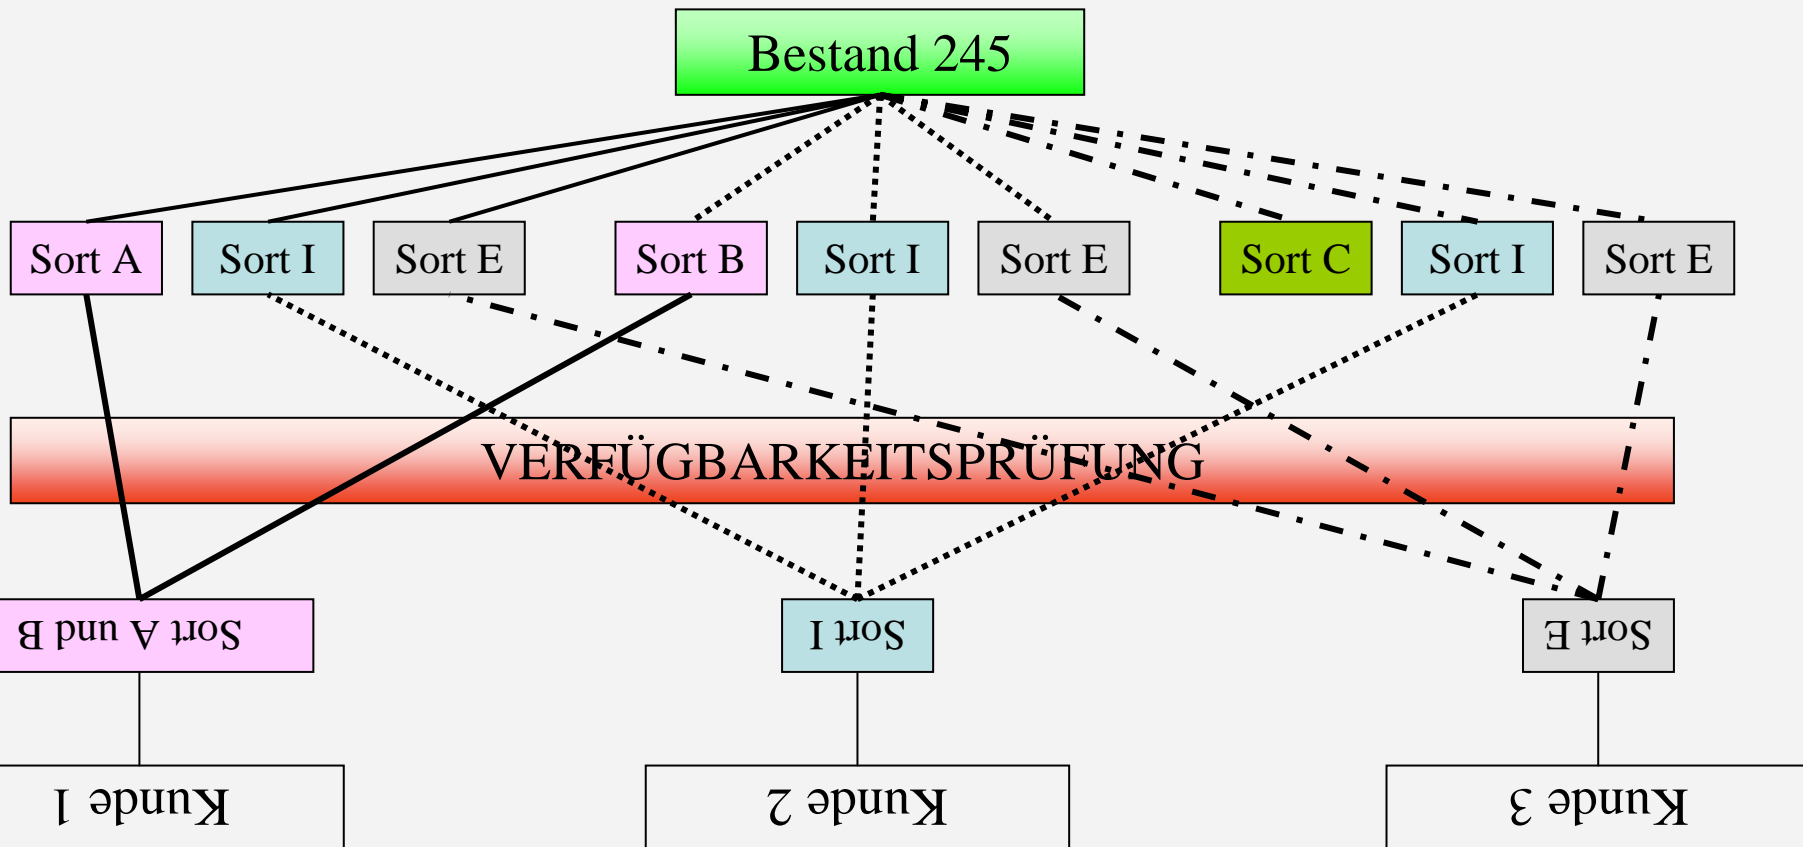 Bestand 245
Sort A
Sort I
Sort E
Sort B
Sort I
Sort E
Sort C
Sort I
Sort E
VERFÜGBARKEITSPRÜFUNG
Sort A und B
Sort I
Sort E
Kunde 1
Kunde 2
Kunde 3